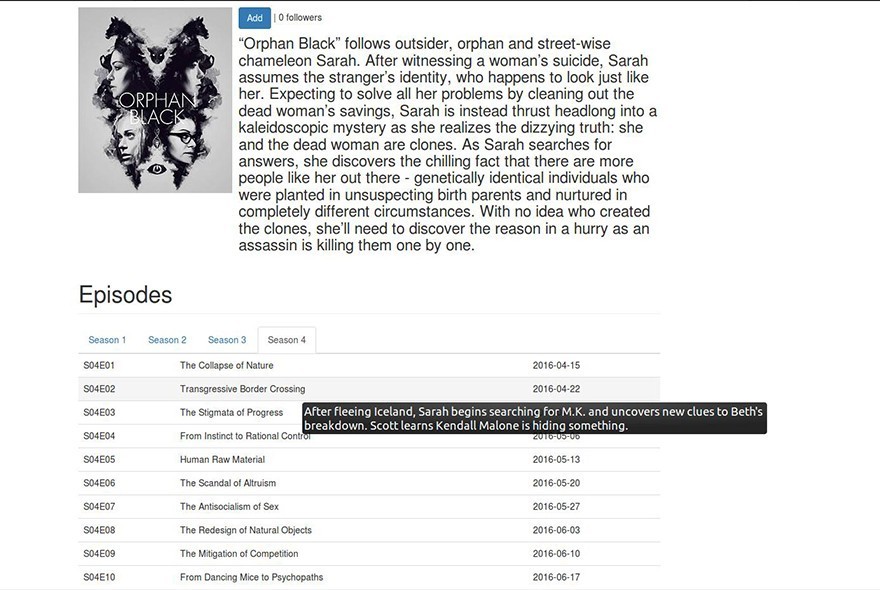 ORPHAN
BLACK
Add | 0 followers
“Orphan Black” follows outsider, orphan and street-wise
chameleon Sarah. After witnessing a woman’s suicide, Sarah
assumes the stranger’s identity, who happens to look just like
her. Expecting to solve all her problems by cleaning out the
dead woman’s savings, Sarah is instead thrust headlong into a
kaleidoscopic mystery as she realizes the dizzying truth: she
and the dead woman are clones. As Sarah searches for
answers, she discovers the chilling fact that there are more
people like her out there - genetically identical individuals who
were planted in unsuspecting birth parents and nurtured in
completely different circumstances. With no idea who created
the clones, she’ll need to discover the reason in a hurry as an
assassin is killing them one by one.
Episodes
Season 1 Season 2 Season 3 Season 4
S04E01 The Collapse of Nature 2016-04-15
S04E02 Transgressive Border Crossing 2016-04-22
S04E03 The Stigmata of Progress
After fleeing Iceland, Sarah begins searching for M.K. and uncovers new clues to Beth's
breakdown. Scott learns Kendall Malone is hiding something.
S04E04 From Instinct to Rational Control 2016-05-06
S04E05 Human Raw Material 2016-05-13
S04E06 The Scandal of Altruism 2016-05-20
S04E07 The Antisocialism of Sex 2016-05-27
S04E08 The Redesign of Natural Objects 2016-06-03
S04E09 The Mitigation of Competition 2016-06-10
S04E10 From Dancing Mice to Psychopaths 2016-06-17